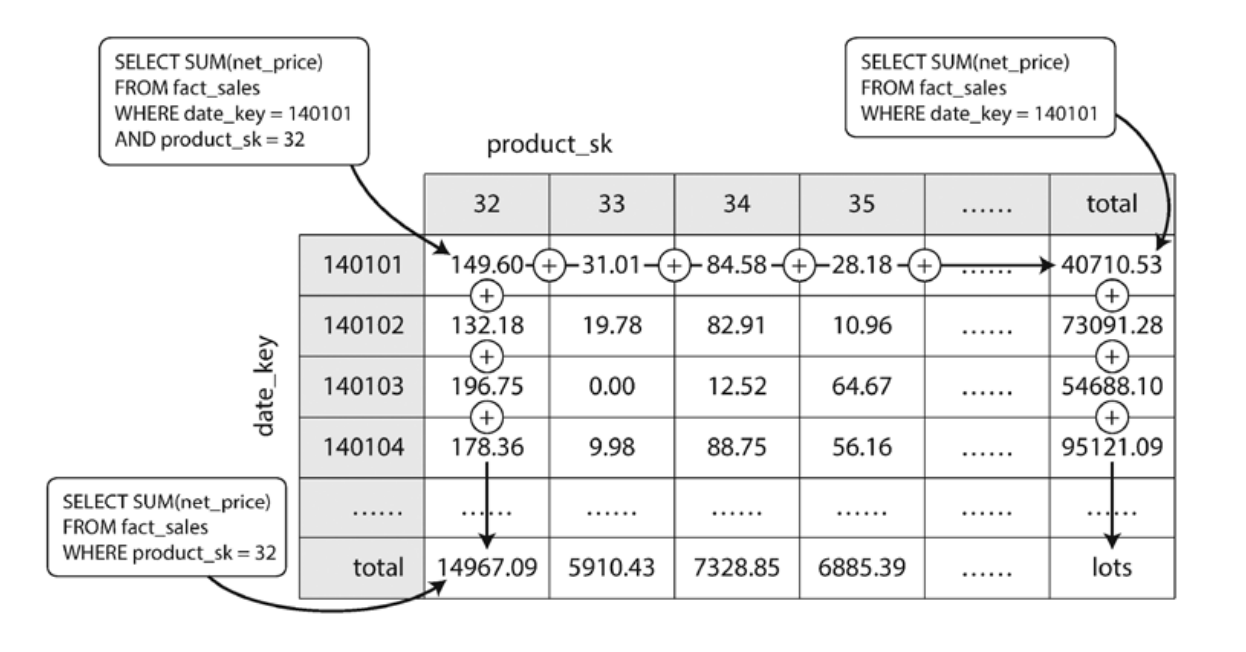 SELECT SUM(net_price)
FROM fact_sales
WHERE date_key = 140101
AND product_sk = 32
SELECT SUM(net_price)
FROM fact_sales
WHERE date_key = 140101
product_sk
32 33 34 35 ...... total
140101 149.60 + 31.01 + 84.58 + 28.18 + ...... 40710.53
+ +
140102 132.18 19.78 82.91 10.96 ...... 73091.28
+ +
date_key
140103 196.75 0.00 12.52 64.67 ...... 54688.10
+ +
140104 178.36 9.98 88.75 56.16 ...... 95121.09
...... ...... ...... ...... ...... ...... ......
total 14967.09 5910.43 7328.85 6885.39 ...... lots
SELECT SUM(net_price)
FROM fact_sales
WHERE product_sk = 32